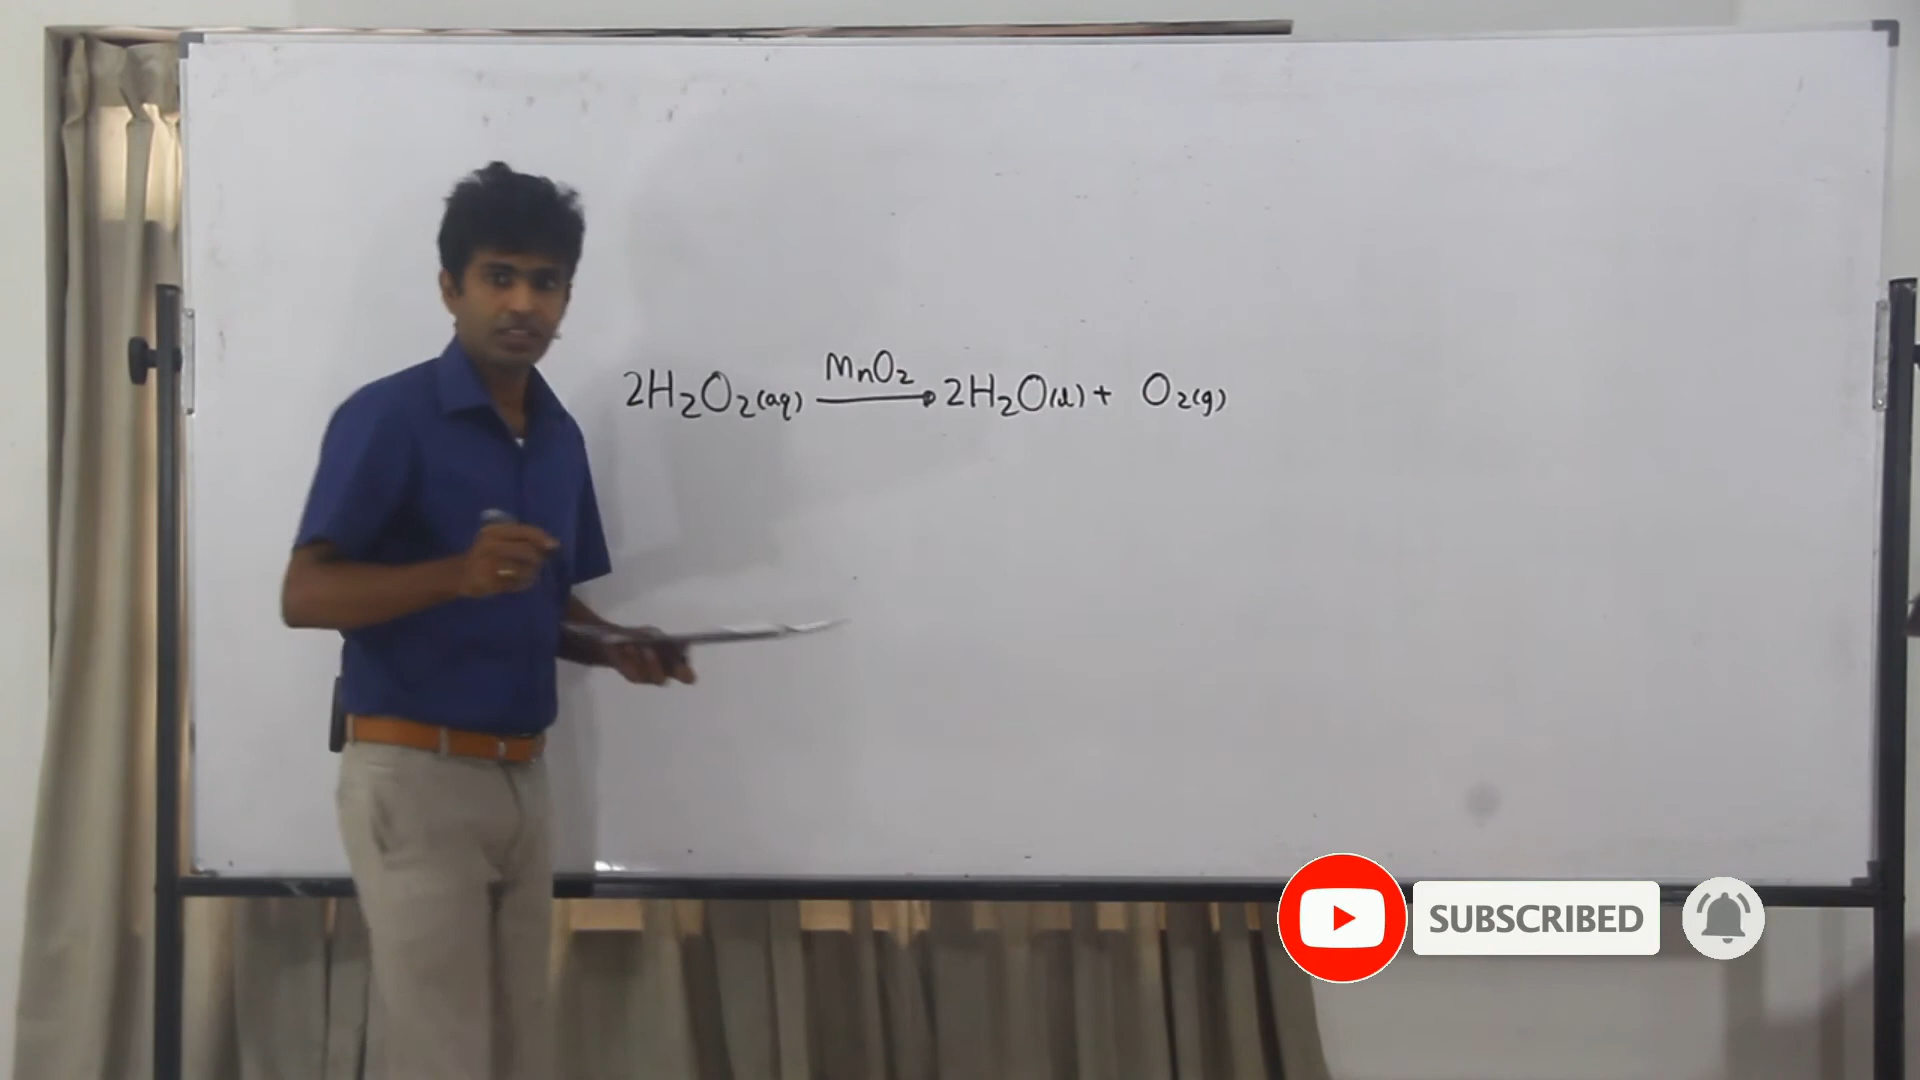 2H₂O₂(aq) —MnO₂→ 2H₂O(l) + O₂(g)
SUBSCRIBED